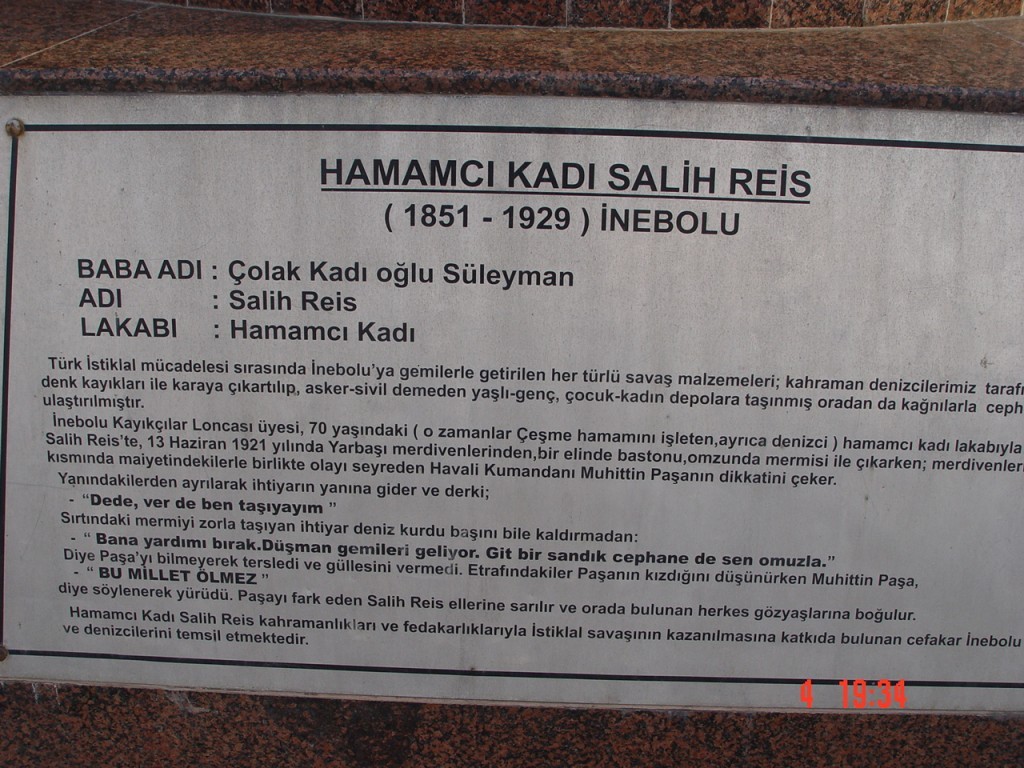 HAMAMCI KADI SALİH REİS
( 1851 - 1929 ) İNEBOLU
BABA ADI : Çolak Kadı oğlu Süleyman
ADI : Salih Reis
LAKABI : Hamamcı Kadı
Türk İstiklal mücadelesi sırasında İnebolu'ya gemilerle getirilen her türlü savaş malzemeleri; kahraman denizcilerimiz
denk kayıkları ile karaya çıkartılıp, asker-sivil demeden yaşlı-genç, çocuk-kadın depolara taşınmış oradan da kağnılarla
ulaştırılmıştır.
İnebolu Kayıkçılar Loncası üyesi, 70 yaşındaki ( o zamanlar Çeşme hamamını işleten,ayrıca denizci ) hamamcı kadı lakabıyla
Salih Reis'te, 13 Haziran 1921 yılında Yarbaşı merdivenlerinden,bir elinde bastonu,omzunda mermisi ile çıkarken;
kısmında maiyetindekilerle birlikte olayı seyreden Havali Kumandanı Muhittin Paşanın dikkatini çeker.
Yanındakilerden ayrılarak ihtiyarın yanına gider ve derki;
- "Dede, ver de ben taşıyayım "
Sırtındaki mermiyi zorla taşıyan ihtiyar deniz kurdu başını bile kaldırmadan:
- " Bana yardımı bırak.Düşman gemileri geliyor. Git bir sandık cephane de sen omuzla."
Diye Paşa'yı bilmeyerek tersledi ve güllesini vermedi. Etrafındakiler Paşanın kızdığını düşünürken Muhittin Paşa,
- " BU MİLLET ÖLMEZ "
diye söylenerek yürüdü. Paşayı fark eden Salih Reis ellerine sarılır ve orada bulunan herkes gözyaşlarına boğulur.
Hamamcı Kadı Salih Reis kahramanlıkları ve fedakarlıklarıyla İstiklal savaşının kazanılmasına katkıda bulunan cefakar İnebolu
ve denizcilerini temsil etmektedir.
4 19:34